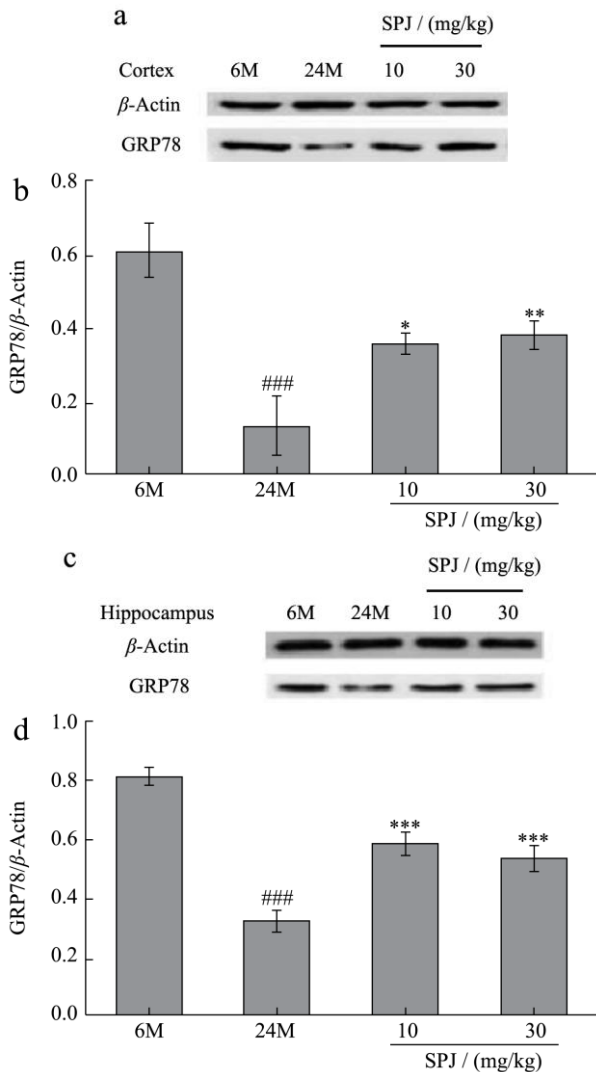 a
SPJ / (mg/kg)
Cortex 6M 24M 10 30
β-Actin
GRP78
b
0.8
0.6
0.4
0.2
0.0
GRP78/β-Actin
###
*
**
6M 24M 10 30
SPJ / (mg/kg)
c
SPJ / (mg/kg)
Hippocampus 6M 24M 10 30
β-Actin
GRP78
d
1.0
0.8
0.6
0.4
0.2
0.0
GRP78/β-Actin
###
***
***
6M 24M 10 30
SPJ / (mg/kg)